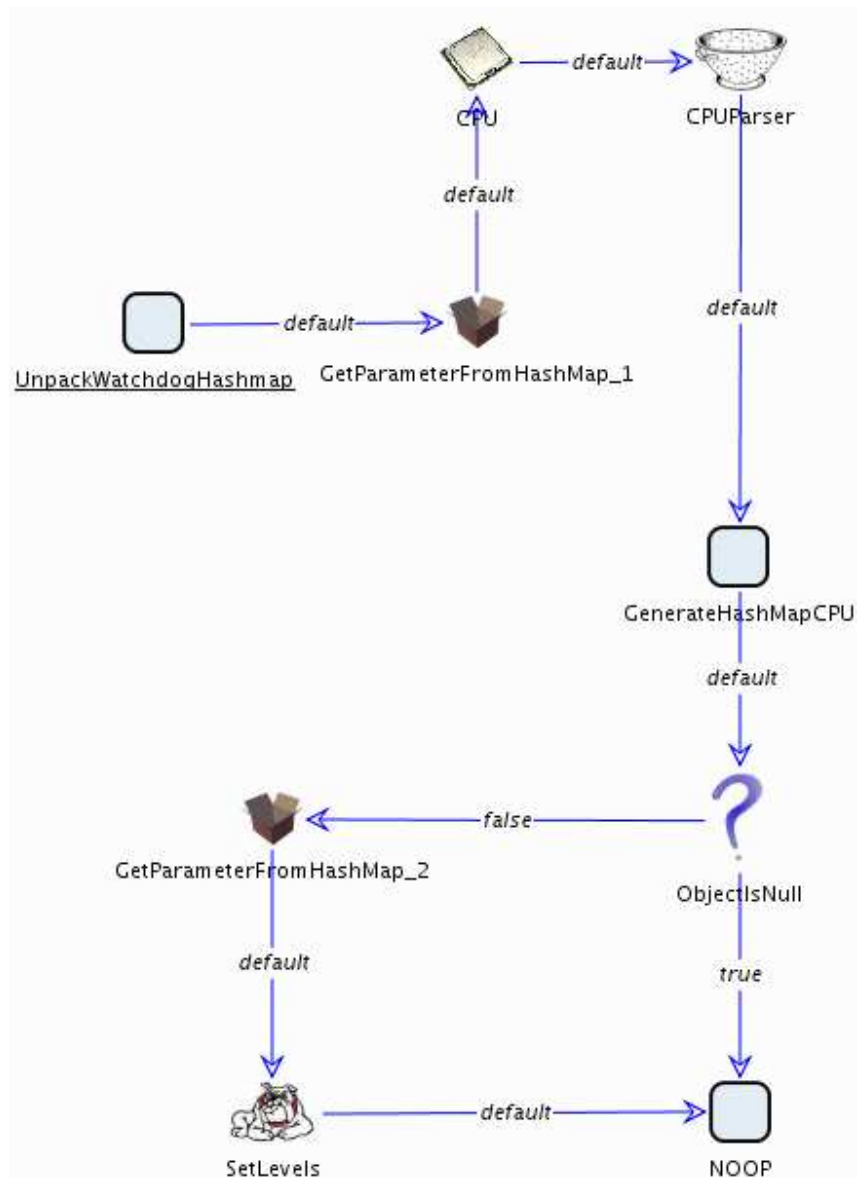 default
CPU
CPUParser
default
default
default
UnpackWatchdogHashmap
GetParameterFromHashMap_1
GenerateHashMapCPU
default
false
GetParameterFromHashMap_2
ObjectIsNull
default
true
default
SetLevels
NOOP